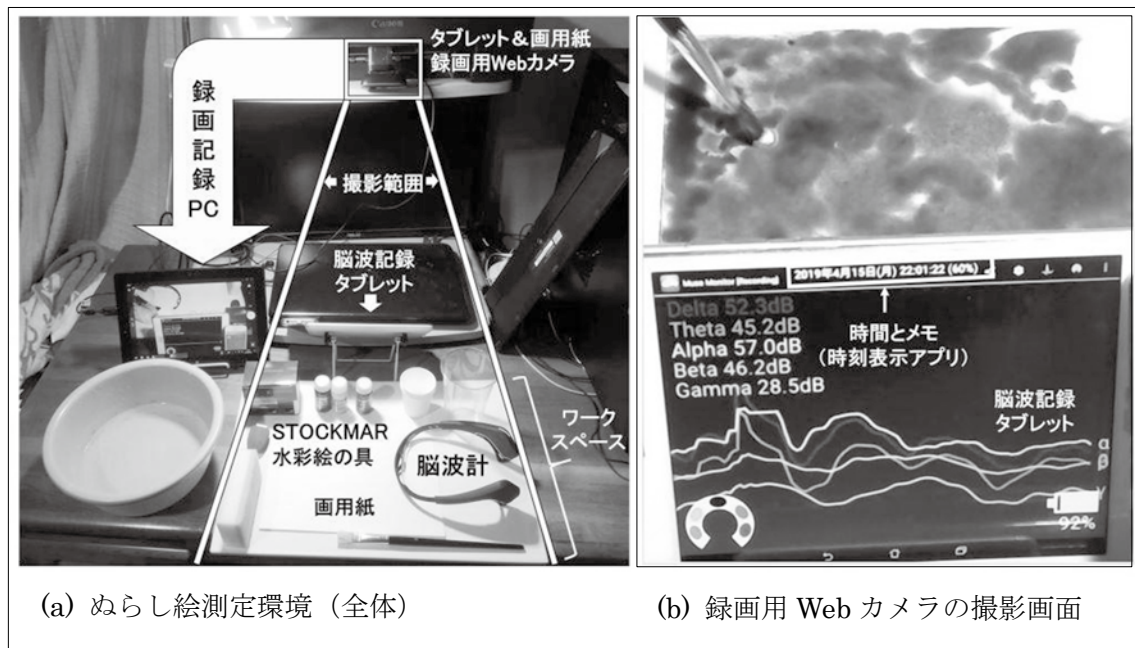 Canon
タブレット＆画用紙
録画用Webカメラ
録
画
記
録
PC
撮影範囲
脳波記録
タブレット
STOCKMAR
水彩絵の具
脳波計
画用紙
ワーク
スペース
Muse Monitor [Recording]
2019年4月15日(月) 22:01:22 (60%)
Delta 52.3dB
Theta 45.2dB
Alpha 57.0dB
Beta 46.2dB
Gamma 28.5dB
時間とメモ
(時刻表示アプリ)
脳波記録
タブレット
α
β
γ
92%
(a) ぬらし絵測定環境（全体）
(b) 録画用 Web カメラの撮影画面